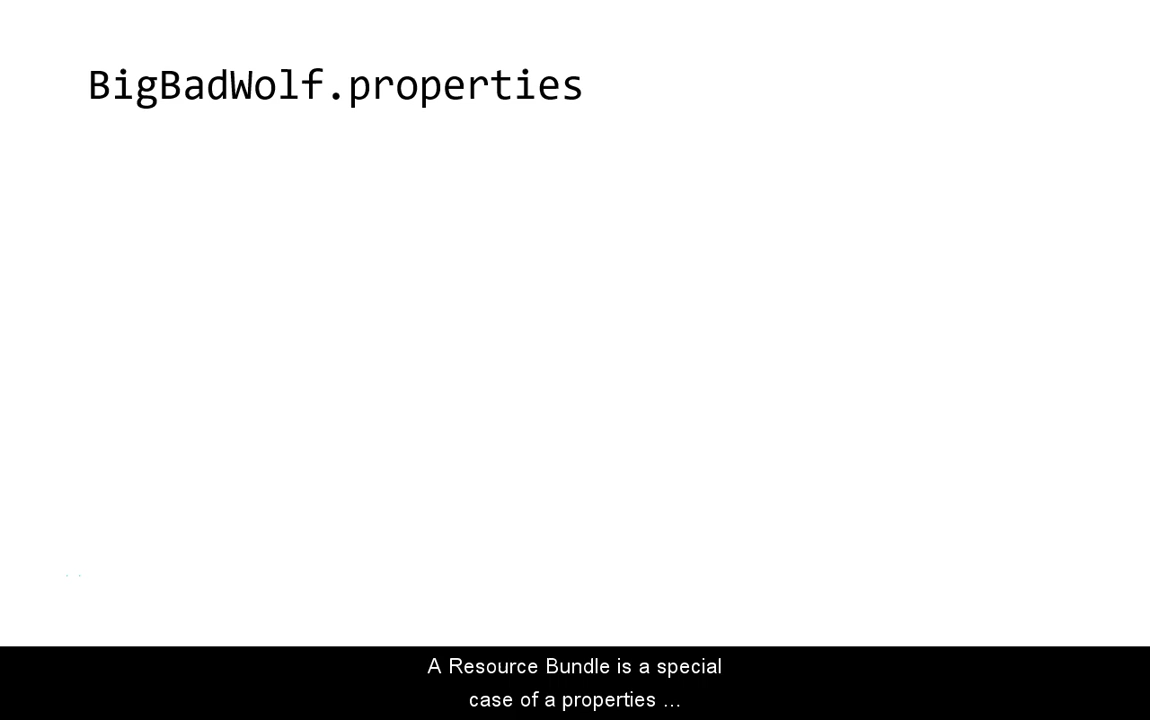 BigBadWolf.properties
A Resource Bundle is a special
case of a properties ...